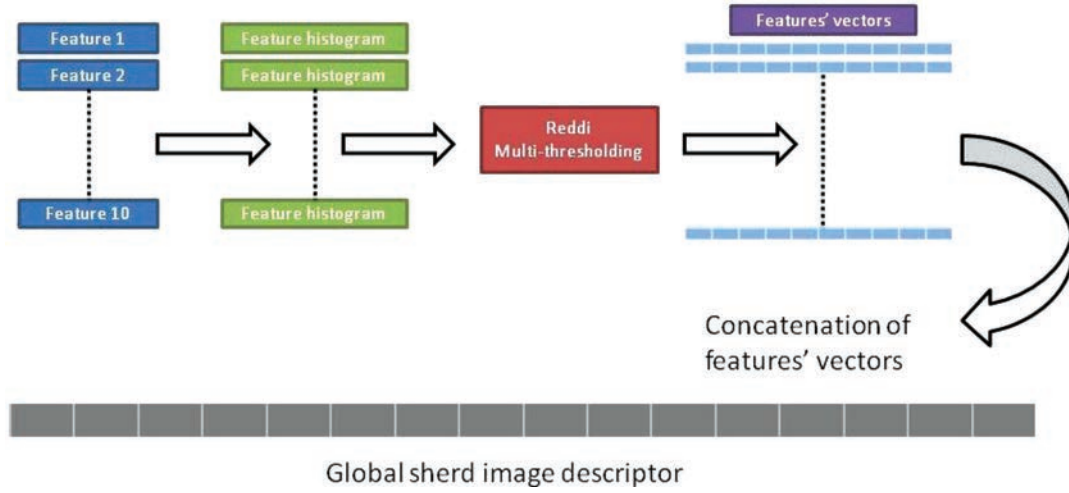 Feature 1
Feature 2
Feature 10
Feature histogram
Feature histogram
Feature histogram
Reddi
Multi-thresholding
Features' vectors
Concatenation of
features' vectors
Global sherd image descriptor